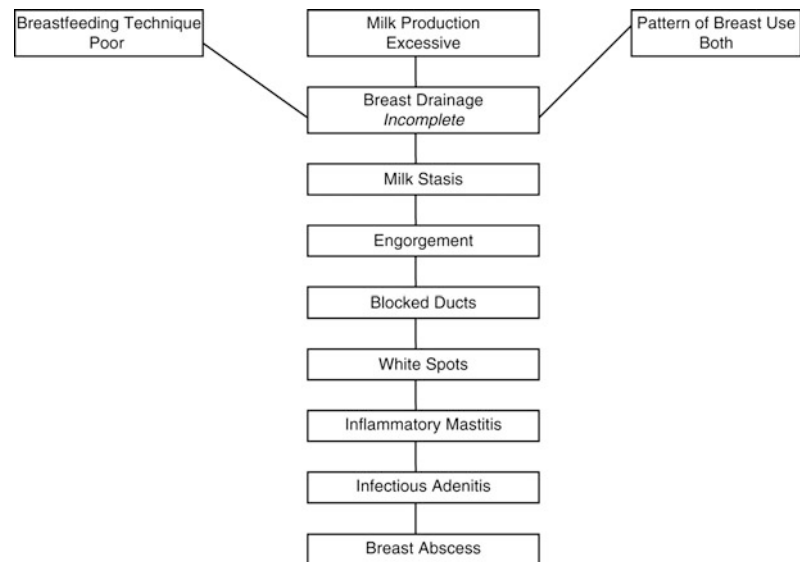 Breastfeeding Technique
Poor
Milk Production
Excessive
Pattern of Breast Use
Both
Breast Drainage
Incomplete
Milk Stasis
Engorgement
Blocked Ducts
White Spots
Inflammatory Mastitis
Infectious Adenitis
Breast Abscess